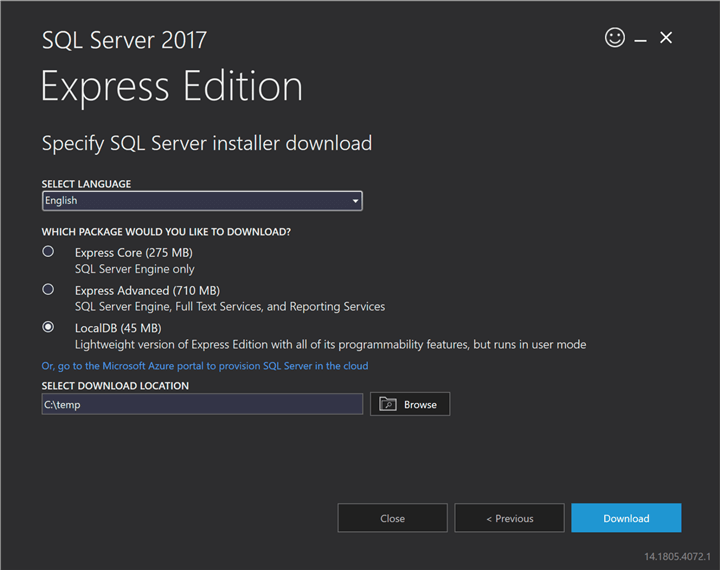 SQL Server 2017
Express Edition
Specify SQL Server installer download
SELECT LANGUAGE
English
WHICH PACKAGE WOULD YOU LIKE TO DOWNLOAD?
Express Core (275 MB)
SQL Server Engine only
Express Advanced (710 MB)
SQL Server Engine, Full Text Services, and Reporting Services
LocalDB (45 MB)
Lightweight version of Express Edition with all of its programmability features, but runs in user mode
Or, go to the Microsoft Azure portal to provision SQL Server in the cloud
SELECT DOWNLOAD LOCATION
C:\temp
Browse
Close
< Previous
Download
14.1805.4072.1